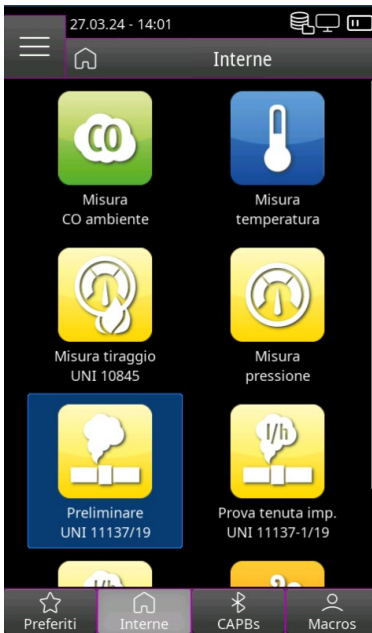 27.03.24 - 14:01
Interne
CO
Misura
CO ambiente
Misura
temperatura
Misura tiraggio
UNI 10845
Misura
pressione
l/h
Preliminare
UNI 11137/19
Prova tenuta imp.
UNI 11137-1/19
Preferiti
Interne
CAPBs
Macros